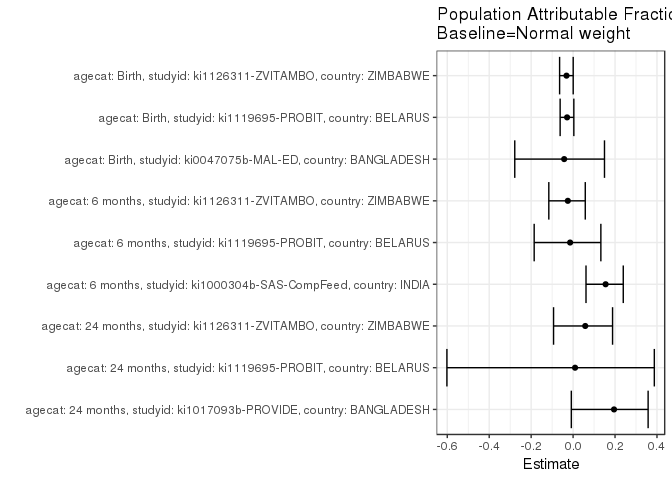 Population Attributable Fractio
Baseline=Normal weight
agecat: Birth, studyid: ki1126311-ZVITAMBO, country: ZIMBABWE
agecat: Birth, studyid: ki1119695-PROBIT, country: BELARUS
agecat: Birth, studyid: ki0047075b-MAL-ED, country: BANGLADESH
agecat: 6 months, studyid: ki1126311-ZVITAMBO, country: ZIMBABWE
agecat: 6 months, studyid: ki1119695-PROBIT, country: BELARUS
agecat: 6 months, studyid: ki1000304b-SAS-CompFeed, country: INDIA
agecat: 24 months, studyid: ki1126311-ZVITAMBO, country: ZIMBABWE
agecat: 24 months, studyid: ki1119695-PROBIT, country: BELARUS
agecat: 24 months, studyid: ki1017093b-PROVIDE, country: BANGLADESH
-0.6 -0.4 -0.2 0.0 0.2 0.4
Estimate